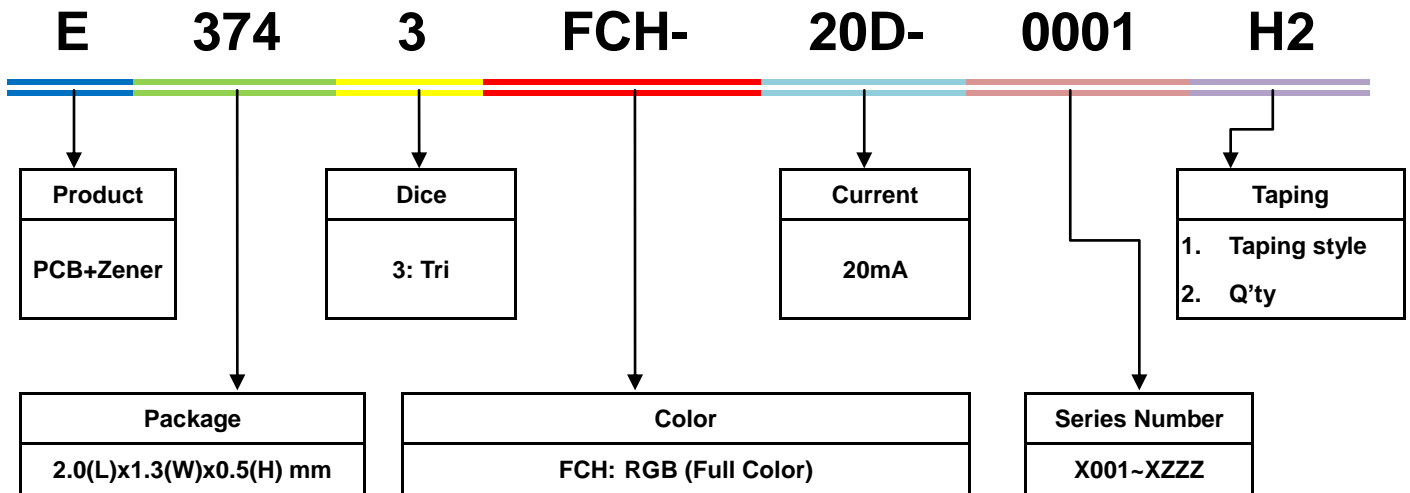 E 374 3 FCH- 20D- 0001 H2
Product
PCB+Zener
Dice
3: Tri
Current
20mA
Taping
1. Taping style
2. Q’ty
Package
2.0(L)x1.3(W)x0.5(H) mm
Color
FCH: RGB (Full Color)
Series Number
X001~XZZZ